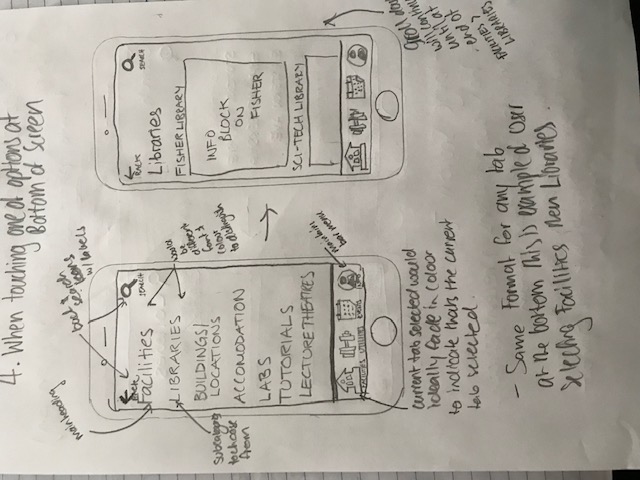 4. When touching one of options at
Bottom of Screen
main heading
back & search icons w/ labels
BACK
SEARCH
Facilities
LIBRARIES
BUILDINGS/
LOCATIONS
ACCOMODATION
LABS
TUTORIALS
LECTURE THEATRES
FACILITIES
EVENTS
subcategories
to choose
from
would
be
different
font &
colour
to distinguish
maintains
bar menu
BACK
SEARCH
Libraries
FISHER LIBRARY
INFO
BLOCK
ON
FISHER
SCI-TECH LIBRARY
current tab selected would
ideally fade in colour
to indicate thats the current
tab selected.
Scroll down
will continue
until at
end of
FACILITIES >
LIBRARIES
- Same Format for any tab
at the bottom This is example of User
selecting Facilities then Libraries.